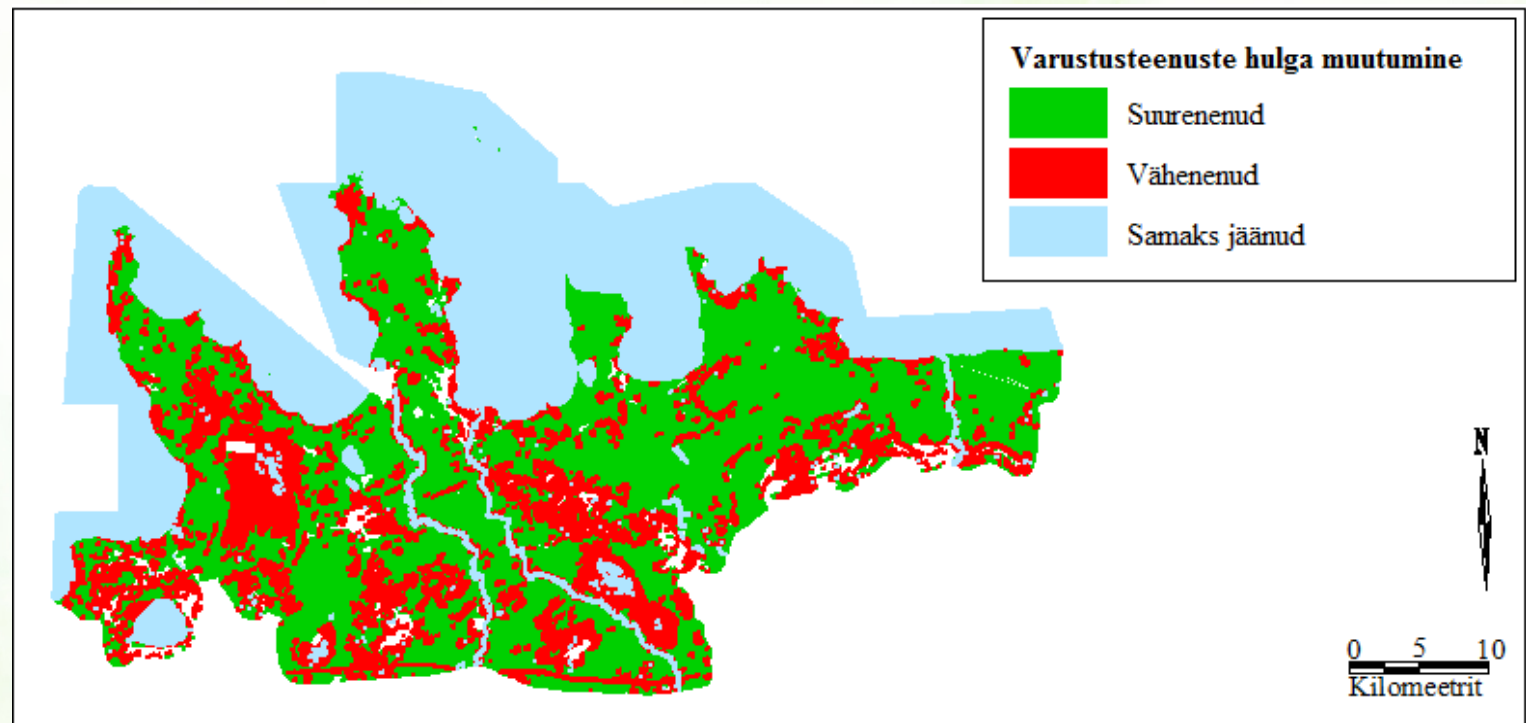 Varustusteenuste hulga muutumine
Suurenenud
Vähenenud
Samaks jäänud
N
0 5 10
Kilomeetrit